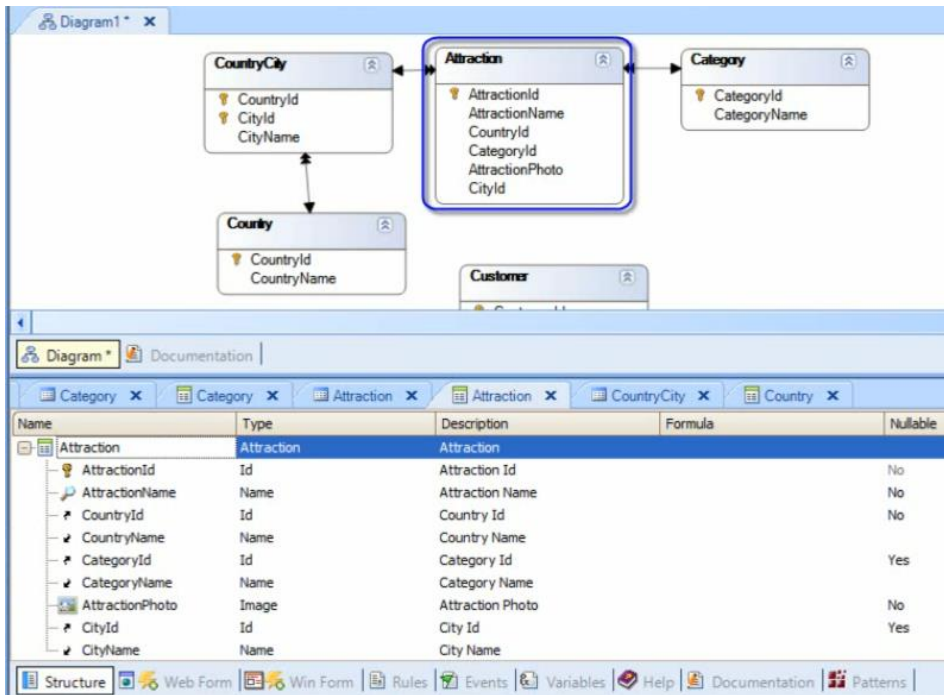 Diagram1 *
CountryCity
CountryId
CityId
CityName
Attraction
AttractionId
AttractionName
CountryId
CategoryId
AttractionPhoto
CityId
Category
CategoryId
CategoryName
Country
CountryId
CountryName
Customer
Diagram * Documentation
Category Category Attraction Attraction CountryCity Country
Name Type Description Formula Nullable
Attraction Attraction Attraction
AttractionId Id Attraction Id No
AttractionName Name Attraction Name No
CountryId Id Country Id No
CountryName Name Country Name
CategoryId Id Category Id Yes
CategoryName Name Category Name
AttractionPhoto Image Attraction Photo No
CityId Id City Id Yes
CityName Name City Name
Structure Web Form Win Form Rules Events Variables Help Documentation Patterns